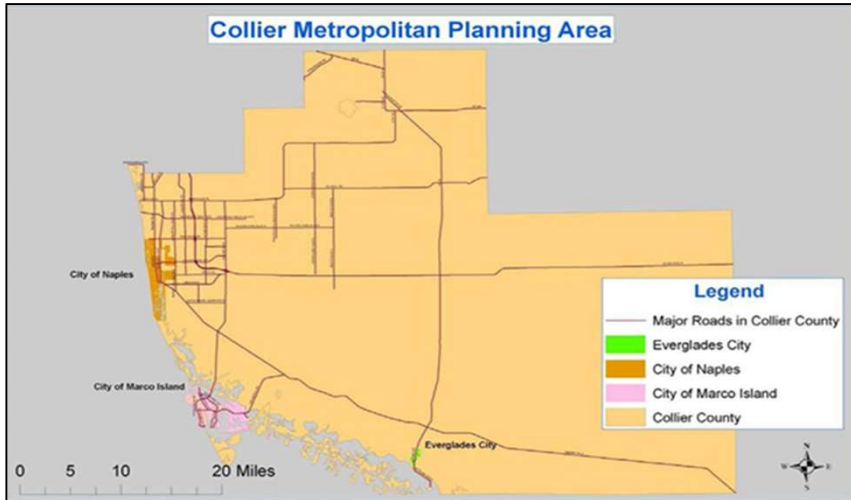 Collier Metropolitan Planning Area
City of Naples
City of Marco Island
Everglades City
Legend
Major Roads in Collier County
Everglades City
City of Naples
City of Marco Island
Collier County
0 5 10 20 Miles
N
W E
S